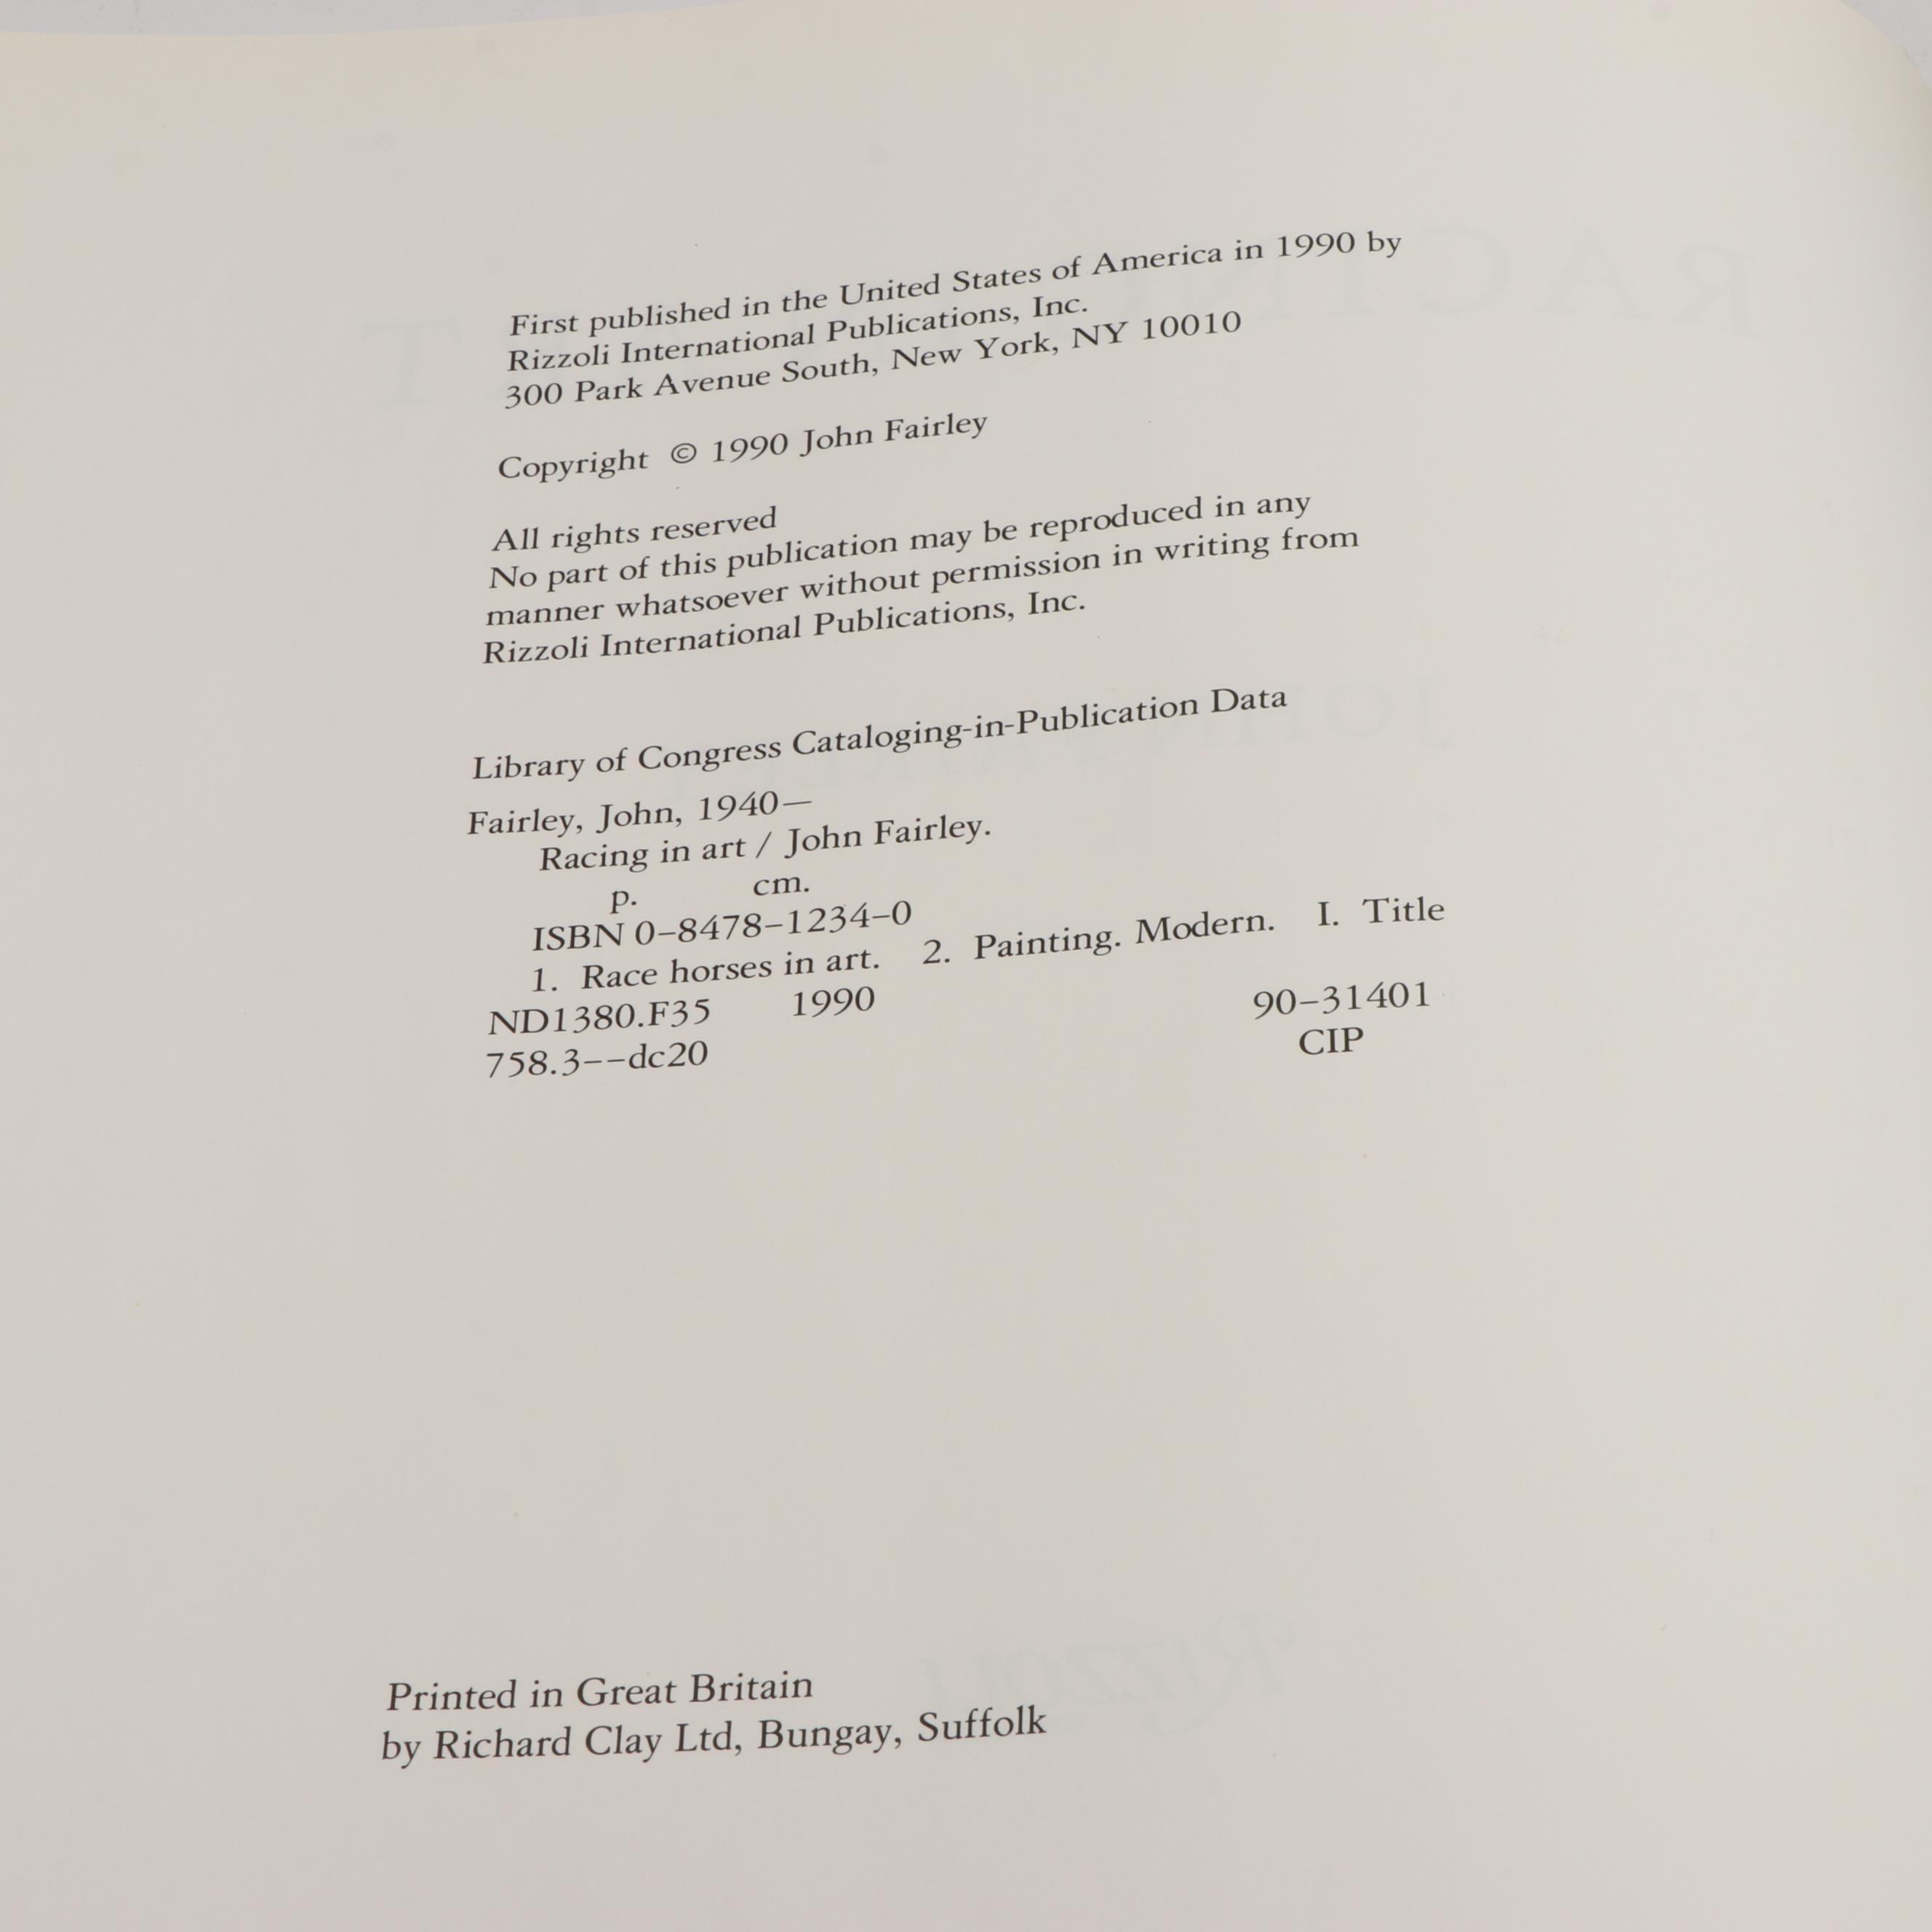 First published in the United States of America in 1990 by
Rizzoli International Publications, Inc.
300 Park Avenue South, New York, NY 10010
Copyright © 1990 John Fairley
All rights reserved
No part of this publication may be reproduced in any
manner whatsoever without permission in writing from
Rizzoli International Publications, Inc.
Library of Congress Cataloging-in-Publication Data
Fairley, John, 1940—
Racing in art / John Fairley.
p. cm.
ISBN 0–8478–1234–0
1. Race horses in art. 2. Painting. Modern. I. Title
ND1380.F35 1990 90–31401
758.3––dc20 CIP
Printed in Great Britain
by Richard Clay Ltd, Bungay, Suffolk